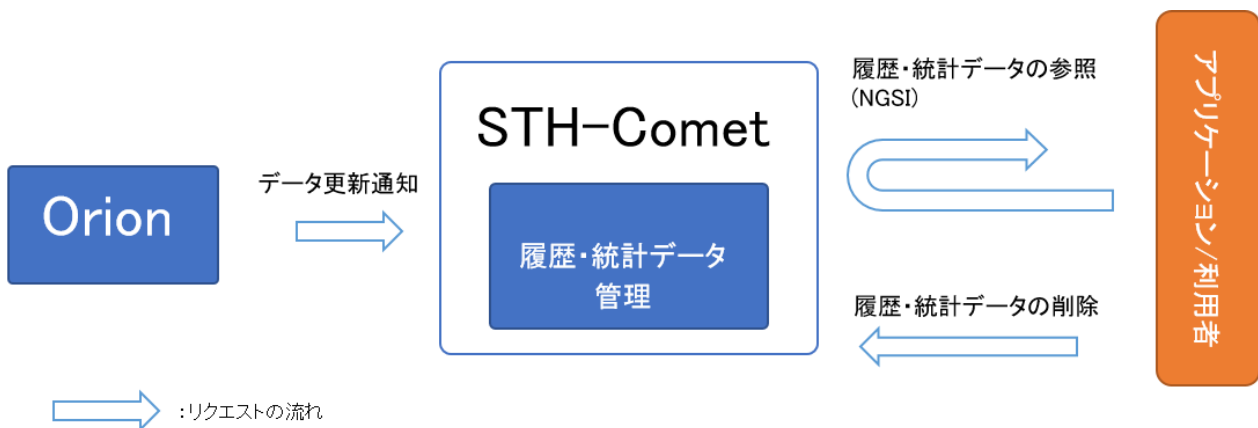 Orion
データ更新通知
STH-Comet
履歴・統計データ
管理
履歴・統計データの参照
(NGSI)
履歴・統計データの削除
アプリケーション/利用者
:リクエストの流れ